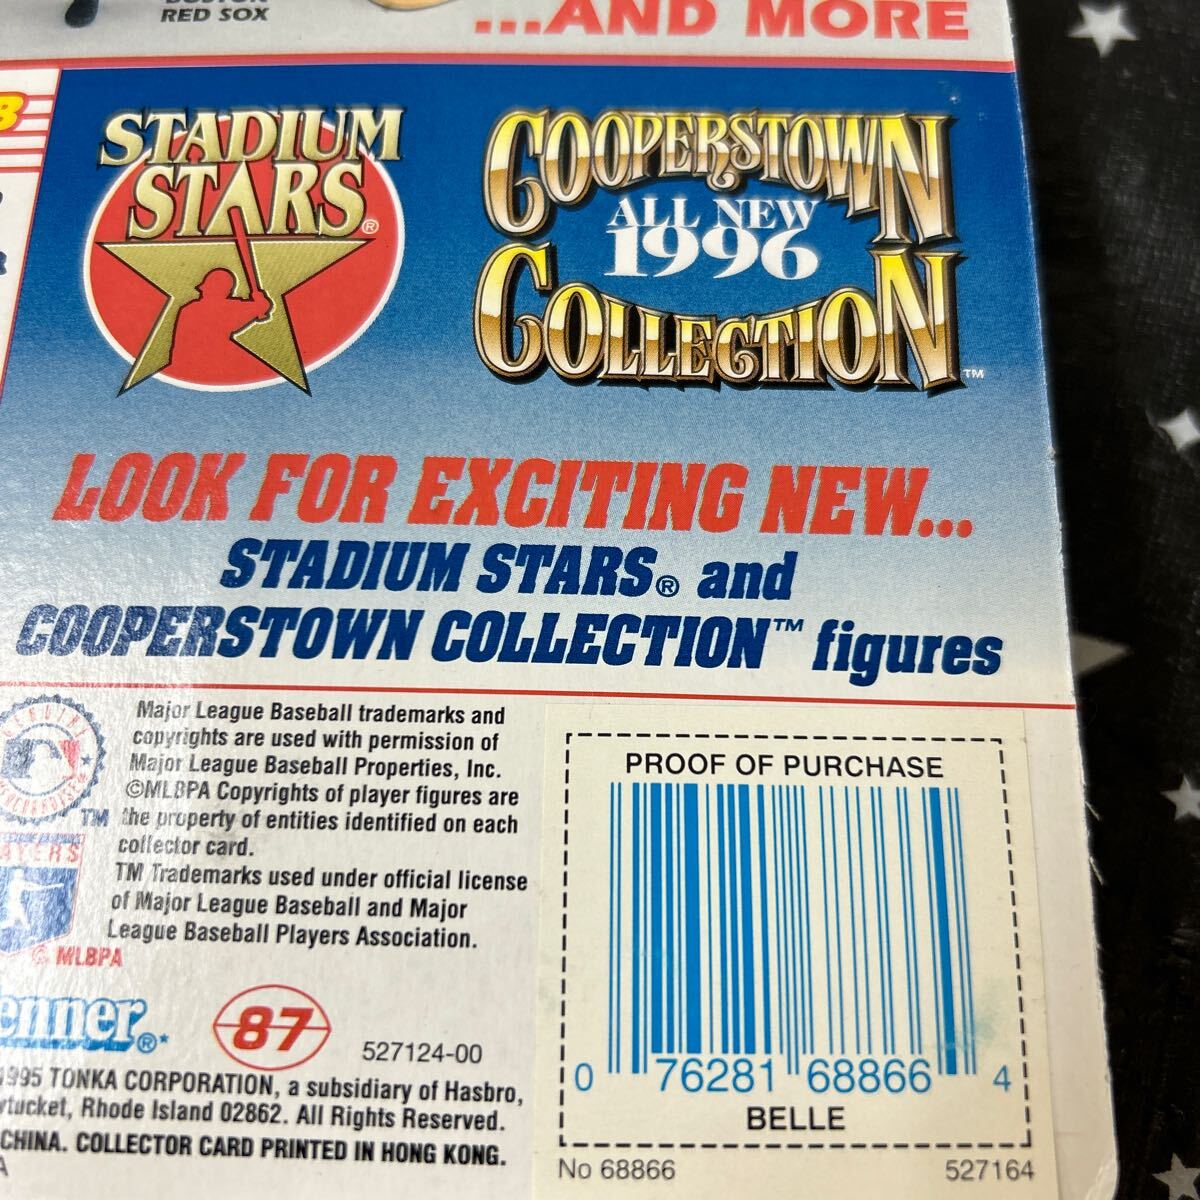 RED SOX
...AND MORE
STADIUM
STARS®
COOPERSTOWN
ALL NEW
1996
COLLECTION™
LOOK FOR EXCITING NEW...
STADIUM STARS® and
COOPERSTOWN COLLECTION™ figures
Major League Baseball trademarks and
copyrights are used with permission of
Major League Baseball Properties, Inc.
©MLBPA Copyrights of player figures are
the property of entities identified on each
collector card.
TM Trademarks used under official license
of Major League Baseball and Major
League Baseball Players Association.
TM
© MLBPA
enner®*
87
527124-00
1995 TONKA CORPORATION, a subsidiary of Hasbro,
tucket, Rhode Island 02862. All Rights Reserved.
CHINA. COLLECTOR CARD PRINTED IN HONG KONG.
PROOF OF PURCHASE
0 76281 68866 4
BELLE
No 68866 527164